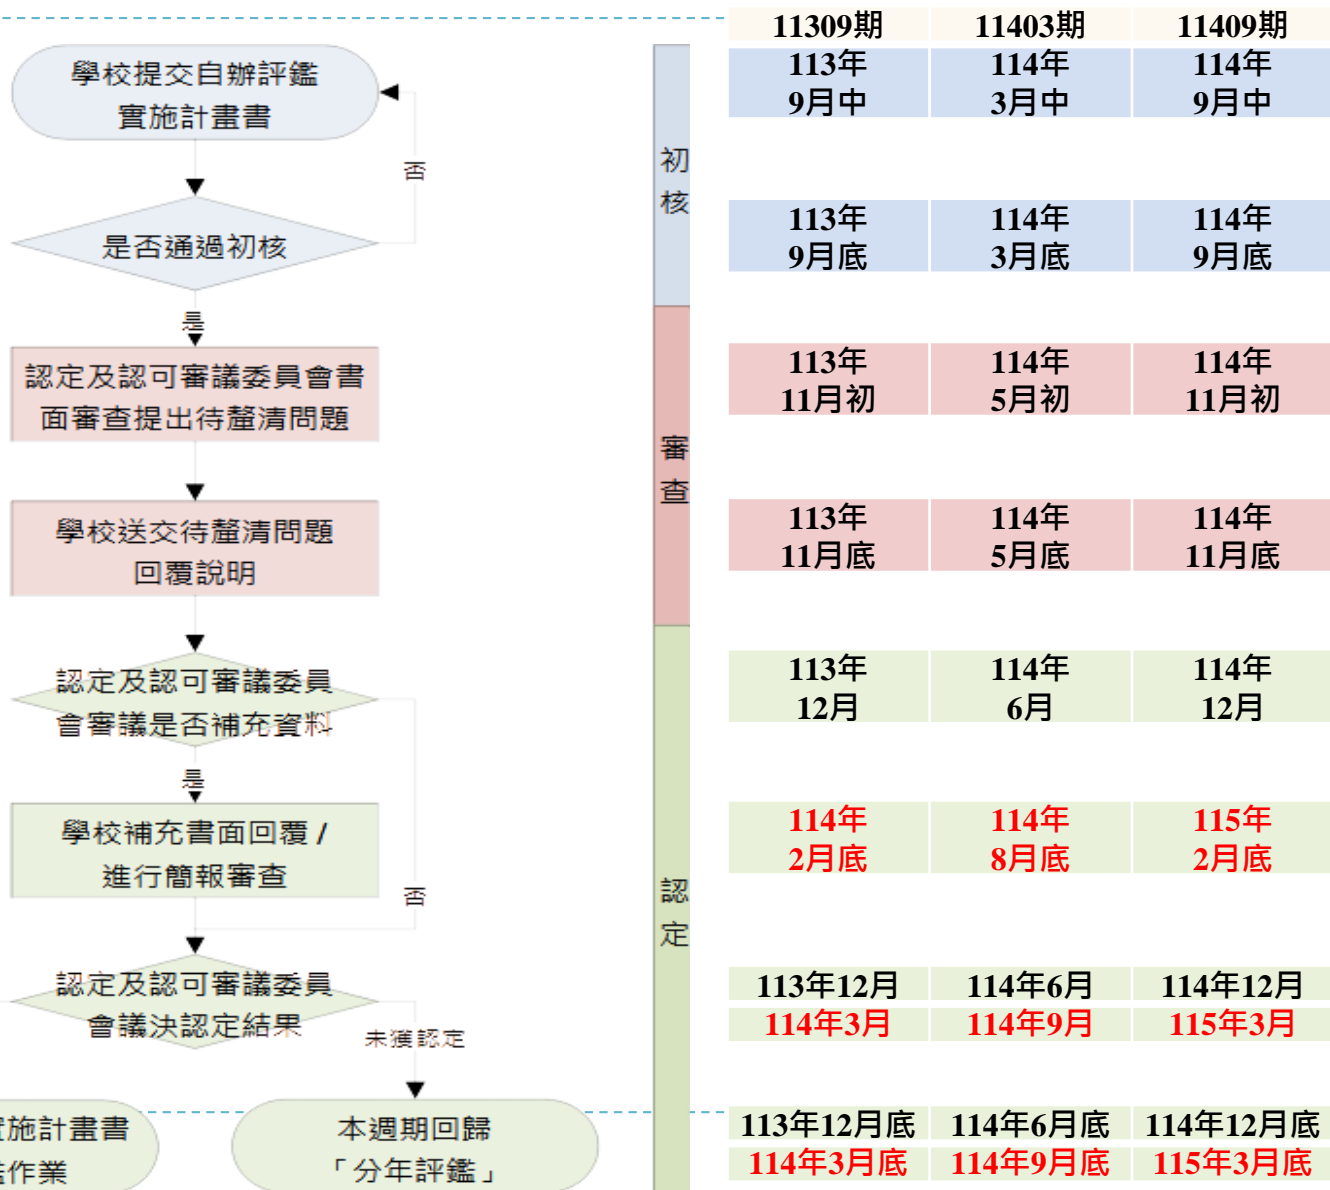 11309期 11403期 11409期
學校提交自辦評鑑
實施計畫書
113年 114年 114年
9月中 3月中 9月中
否
初
核
是否通過初核
113年 114年 114年
9月底 3月底 9月底
是
認定及認可審議委員會書
面審查提出待釐清問題
113年 114年 114年
11月初 5月初 11月初
審
查
學校送交待釐清問題
回覆說明
113年 114年 114年
11月底 5月底 11月底
認定及認可審議委員
會審議是否補充資料
113年 114年 114年
12月 6月 12月
是
學校補充書面回覆 /
進行簡報審查
114年 114年 115年
2月底 8月底 2月底
否
認
定
認定及認可審議委員
會議決認定結果
113年12月 114年6月 114年12月
114年3月 114年9月 115年3月
未獲認定
施計畫書
作業
本週期回歸
「分年評鑑」
113年12月底 114年6月底 114年12月底
114年3月底 114年9月底 115年3月底